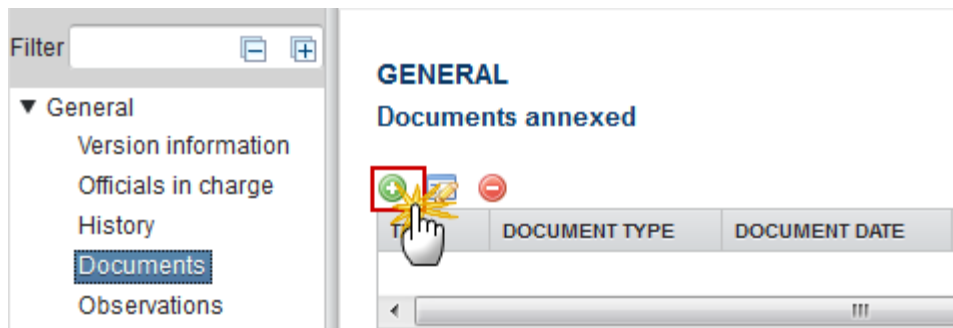 Filter
▼ General
Version information
Officials in charge
History
Documents
Observations
GENERAL
Documents annexed
DOCUMENT TYPE DOCUMENT DATE